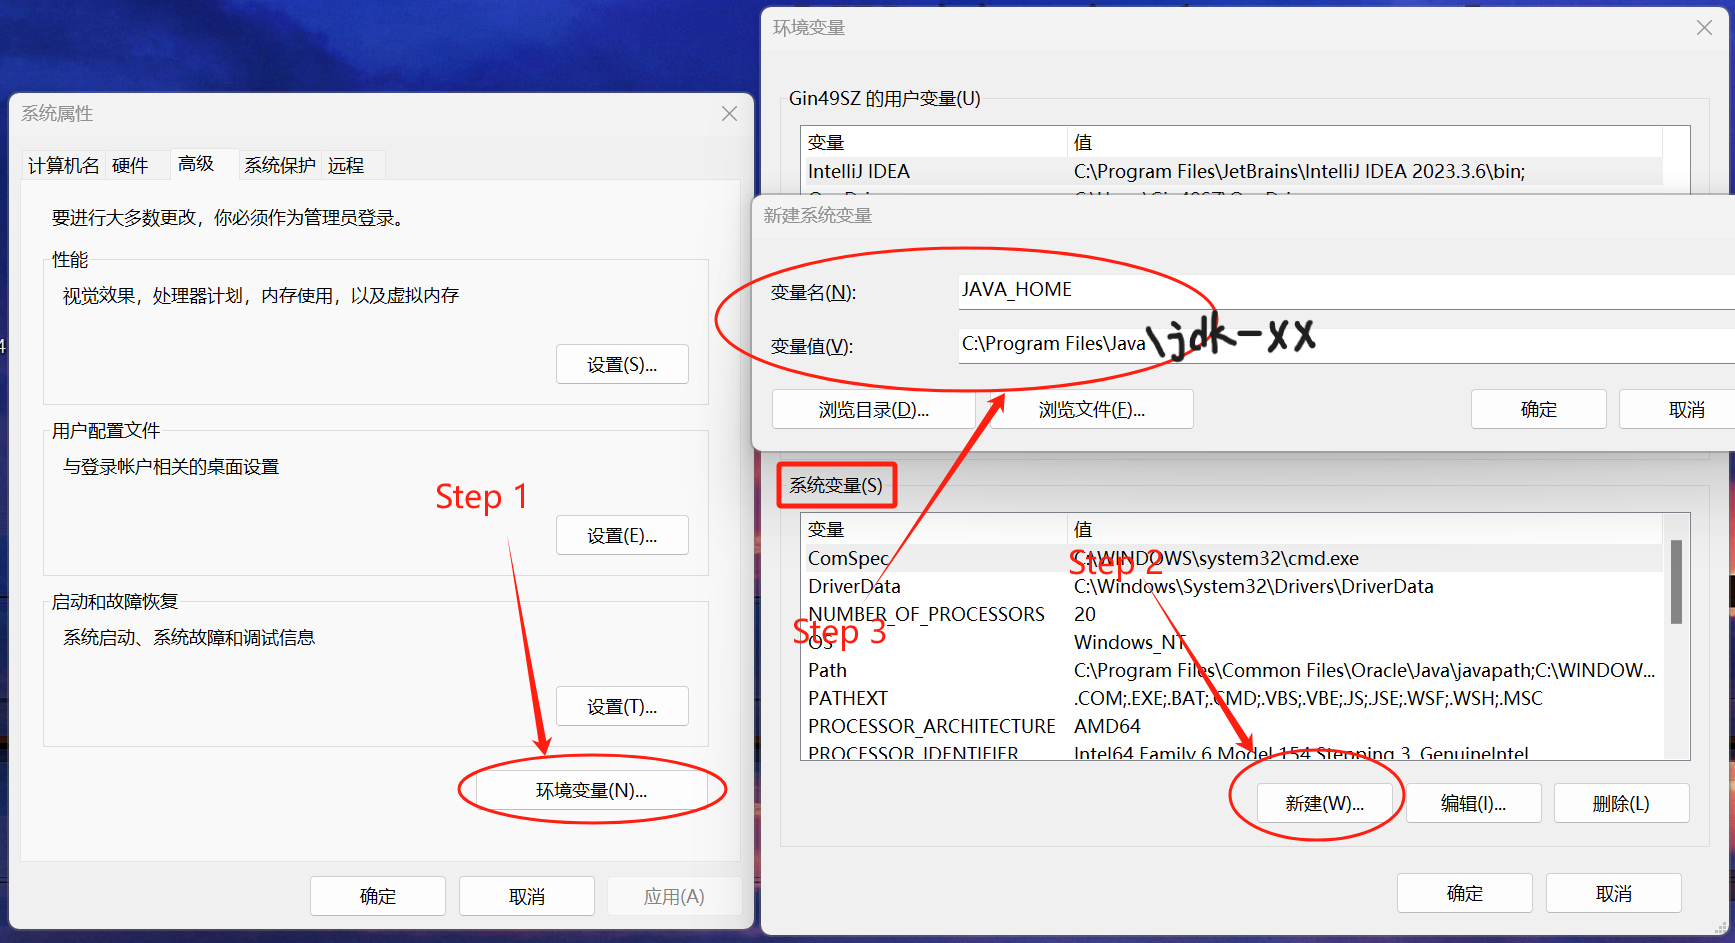 系统属性
计算机名 硬件 高级 系统保护 远程
要进行大多数更改，你必须作为管理员登录。
性能
视觉效果，处理器计划，内存使用，以及虚拟内存
设置(S)...
用户配置文件
与登录帐户相关的桌面设置
Step 1
设置(E)...
启动和故障恢复
系统启动、系统故障和调试信息
设置(T)...
环境变量(N)...
确定 取消 应用(A)
4
环境变量
Gin49SZ 的用户变量(U)
变量 值
IntelliJ IDEA C:\Program Files\JetBrains\IntelliJ IDEA 2023.3.6\bin;
新建系统变量
变量名(N): JAVA_HOME
变量值(V): C:\Program Files\Java\jdk-xx
浏览目录(D)... 浏览文件(F)... 确定 取消
系统变量(S)
变量 值
ComSpec C:\WINDOWS\system32\cmd.exe
Step 2
DriverData C:\Windows\System32\Drivers\DriverData
NUMBER_OF_PROCESSORS 20
Step 3
OS Windows_NT
Path C:\Program Files\Common Files\Oracle\Java\javapath;C:\WINDOW...
PATHEXT .COM;.EXE;.BAT;.CMD;.VBS;.VBE;.JS;.JSE;.WSF;.WSH;.MSC
PROCESSOR_ARCHITECTURE AMD64
PROCESSOR_IDENTIFIER Intel64 Family 6 Model 154 Stepping 3, GenuineIntel
新建(W)... 编辑(I)... 删除(L)
确定 取消